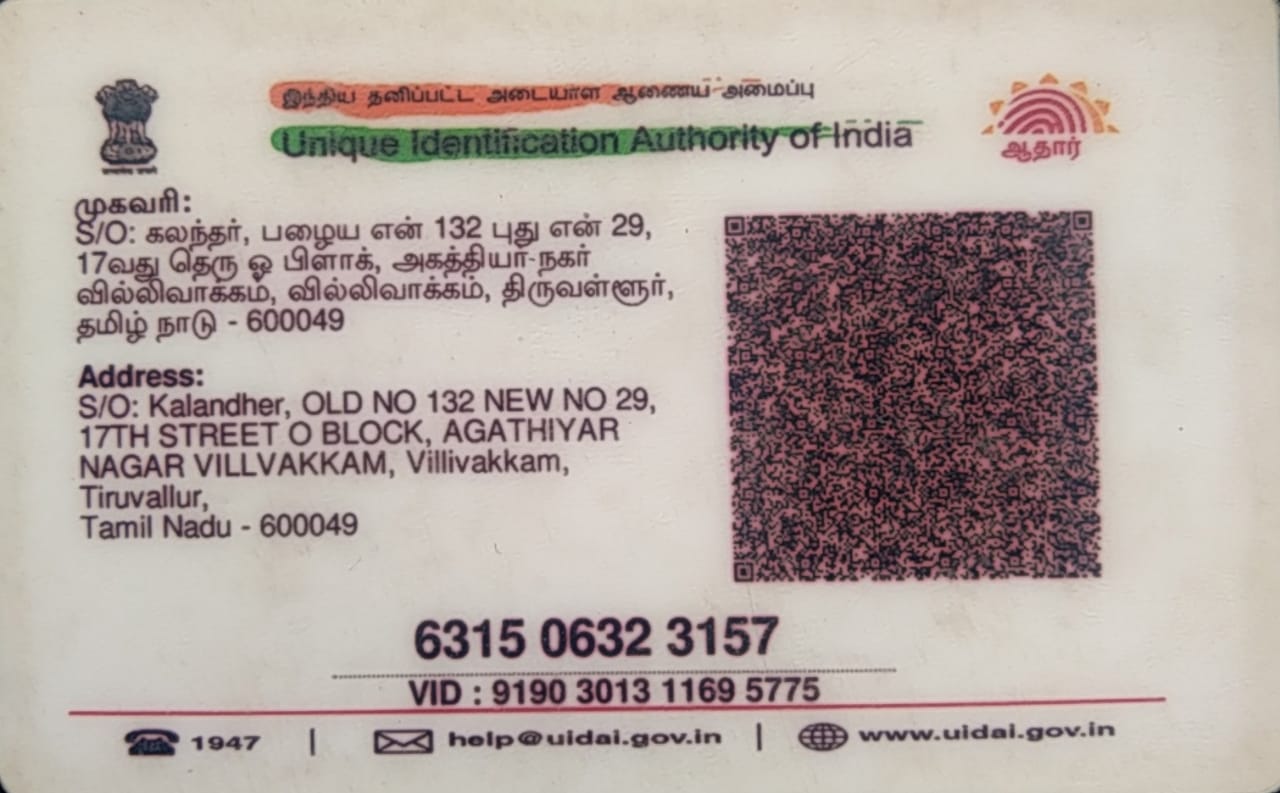 இந்திய தனிப்பட்ட அடையாள ஆணைய அமைப்பு
Unique Identification Authority of India
ஆதார்
முகவரி:
S/O: கலந்தர், பழைய என் 132 புது என் 29,
17வது தெரு ஓ பிளாக், அகத்தியர் நகர்
வில்லிவாக்கம், வில்லிவாக்கம், திருவள்ளூர்,
தமிழ் நாடு - 600049
Address:
S/O: Kalandher, OLD NO 132 NEW NO 29,
17TH STREET O BLOCK, AGATHIYAR
NAGAR VILLVAKKAM, Villivakkam,
Tiruvallur,
Tamil Nadu - 600049
6315 0632 3157
VID : 9190 3013 1169 5775
1947 | help@uidai.gov.in | www.uidai.gov.in